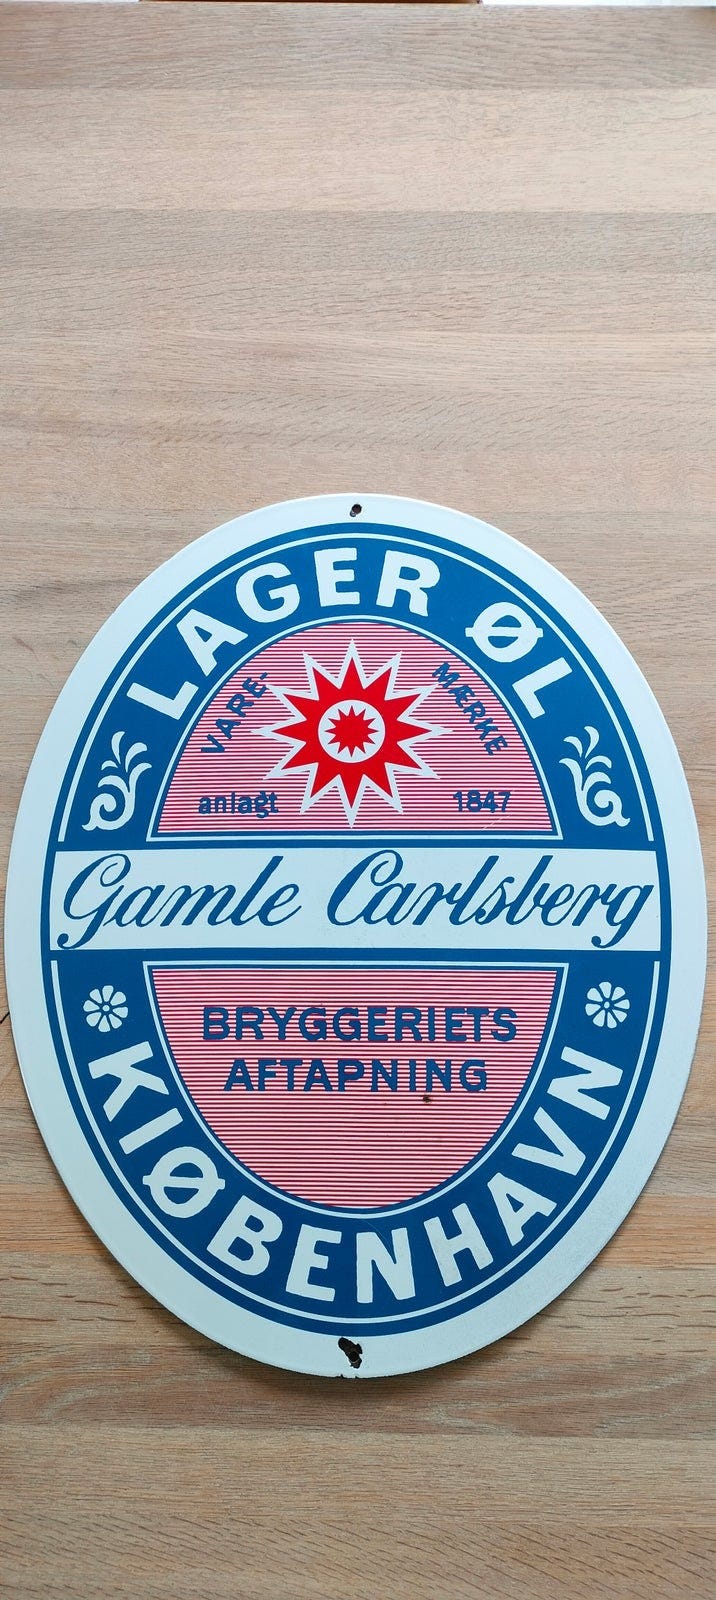 LAGER ØL
VARE-
MÆRKE
anlagt 1847
Gamle Carlsberg
BRYGGERIETS
AFTAPNING
KIØBENHAVN